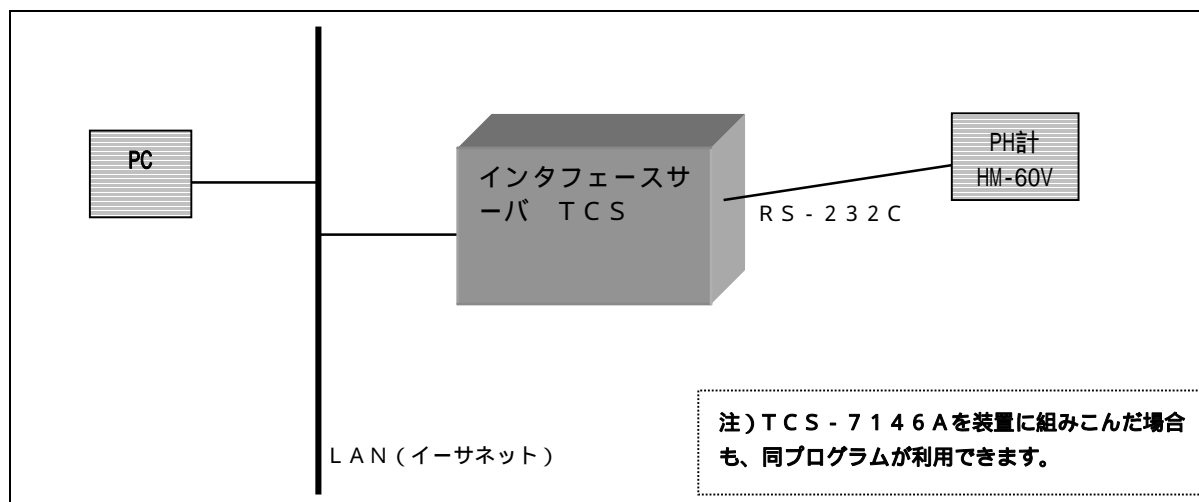 PC
インタフェースサ
ーバ　ＴＣＳ
PH計
HM-60V
ＲＳ‐２３２Ｃ
ＬＡＮ（イーサネット）
注）ＴＣＳ‐７１４６Ａを装置に組みこんだ場合
も、同プログラムが利用できます。